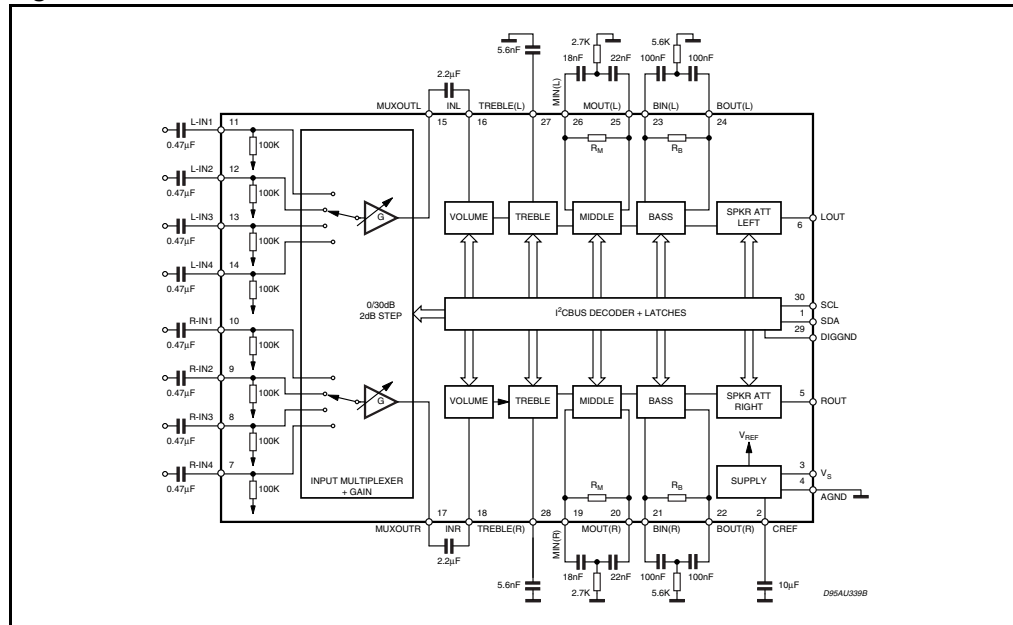 5.6nF
2.7K
18nF 22nF
5.6K
100nF 100nF
2.2µF
MUXOUTL INL TREBLE(L) MIN(L) MOUT(L) BIN(L) BOUT(L)
15 16 27 26 25 23 24
L-IN1 11
0.47µF 100K
L-IN2 12
0.47µF 100K
L-IN3 13
0.47µF 100K
L-IN4 14
0.47µF 100K
R-IN1 10
0.47µF 100K
R-IN2 9
0.47µF 100K
R-IN3 8
0.47µF 100K
R-IN4 7
0.47µF 100K
G
0/30dB
2dB STEP
G
INPUT MULTIPLEXER
+ GAIN
RM RB
VOLUME TREBLE MIDDLE BASS SPKR ATT
LEFT
6 LOUT
I²CBUS DECODER + LATCHES
30 SCL
1 SDA
29 DIGGND
VOLUME TREBLE MIDDLE BASS SPKR ATT
RIGHT
5 ROUT
VREF
SUPPLY
3 VS
4 AGND
RM RB
17 18 28 19 20 21 22 2
MUXOUTR INR TREBLE(R) MIN(R) MOUT(R) BIN(R) BOUT(R) CREF
2.2µF
5.6nF
18nF 22nF
2.7K
100nF 100nF
5.6K
10µF
D95AU339B